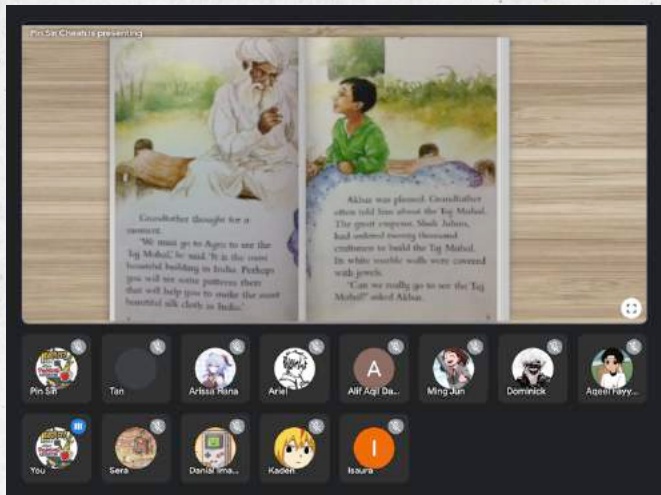 Pin Sin Cheah is presenting
Grandfather thought for a
moment.
'We must go to Agra to see the
Taj Mahal,' he said. 'It is the most
beautiful building in India. Perhaps
you will see some patterns there
that will help you to make the most
beautiful silk cloth in India.'
Akbar was pleased. Grandfather
often told him about the Taj Mahal.
The great emperor, Shah Jahan,
had ordered twenty thousand
craftsmen to build the Taj Mahal.
Its white marble walls were covered
with jewels.
'Can we really go to see the Taj
Mahal?' asked Akbar.
Pin Sin
Tan
Arissa Hana
Ariel
A
Alif Aqil Da...
Ming Jun
Dominick
Aqeel Fayy...
You
Sera
Danial Ima...
Kaden
I
Isaura